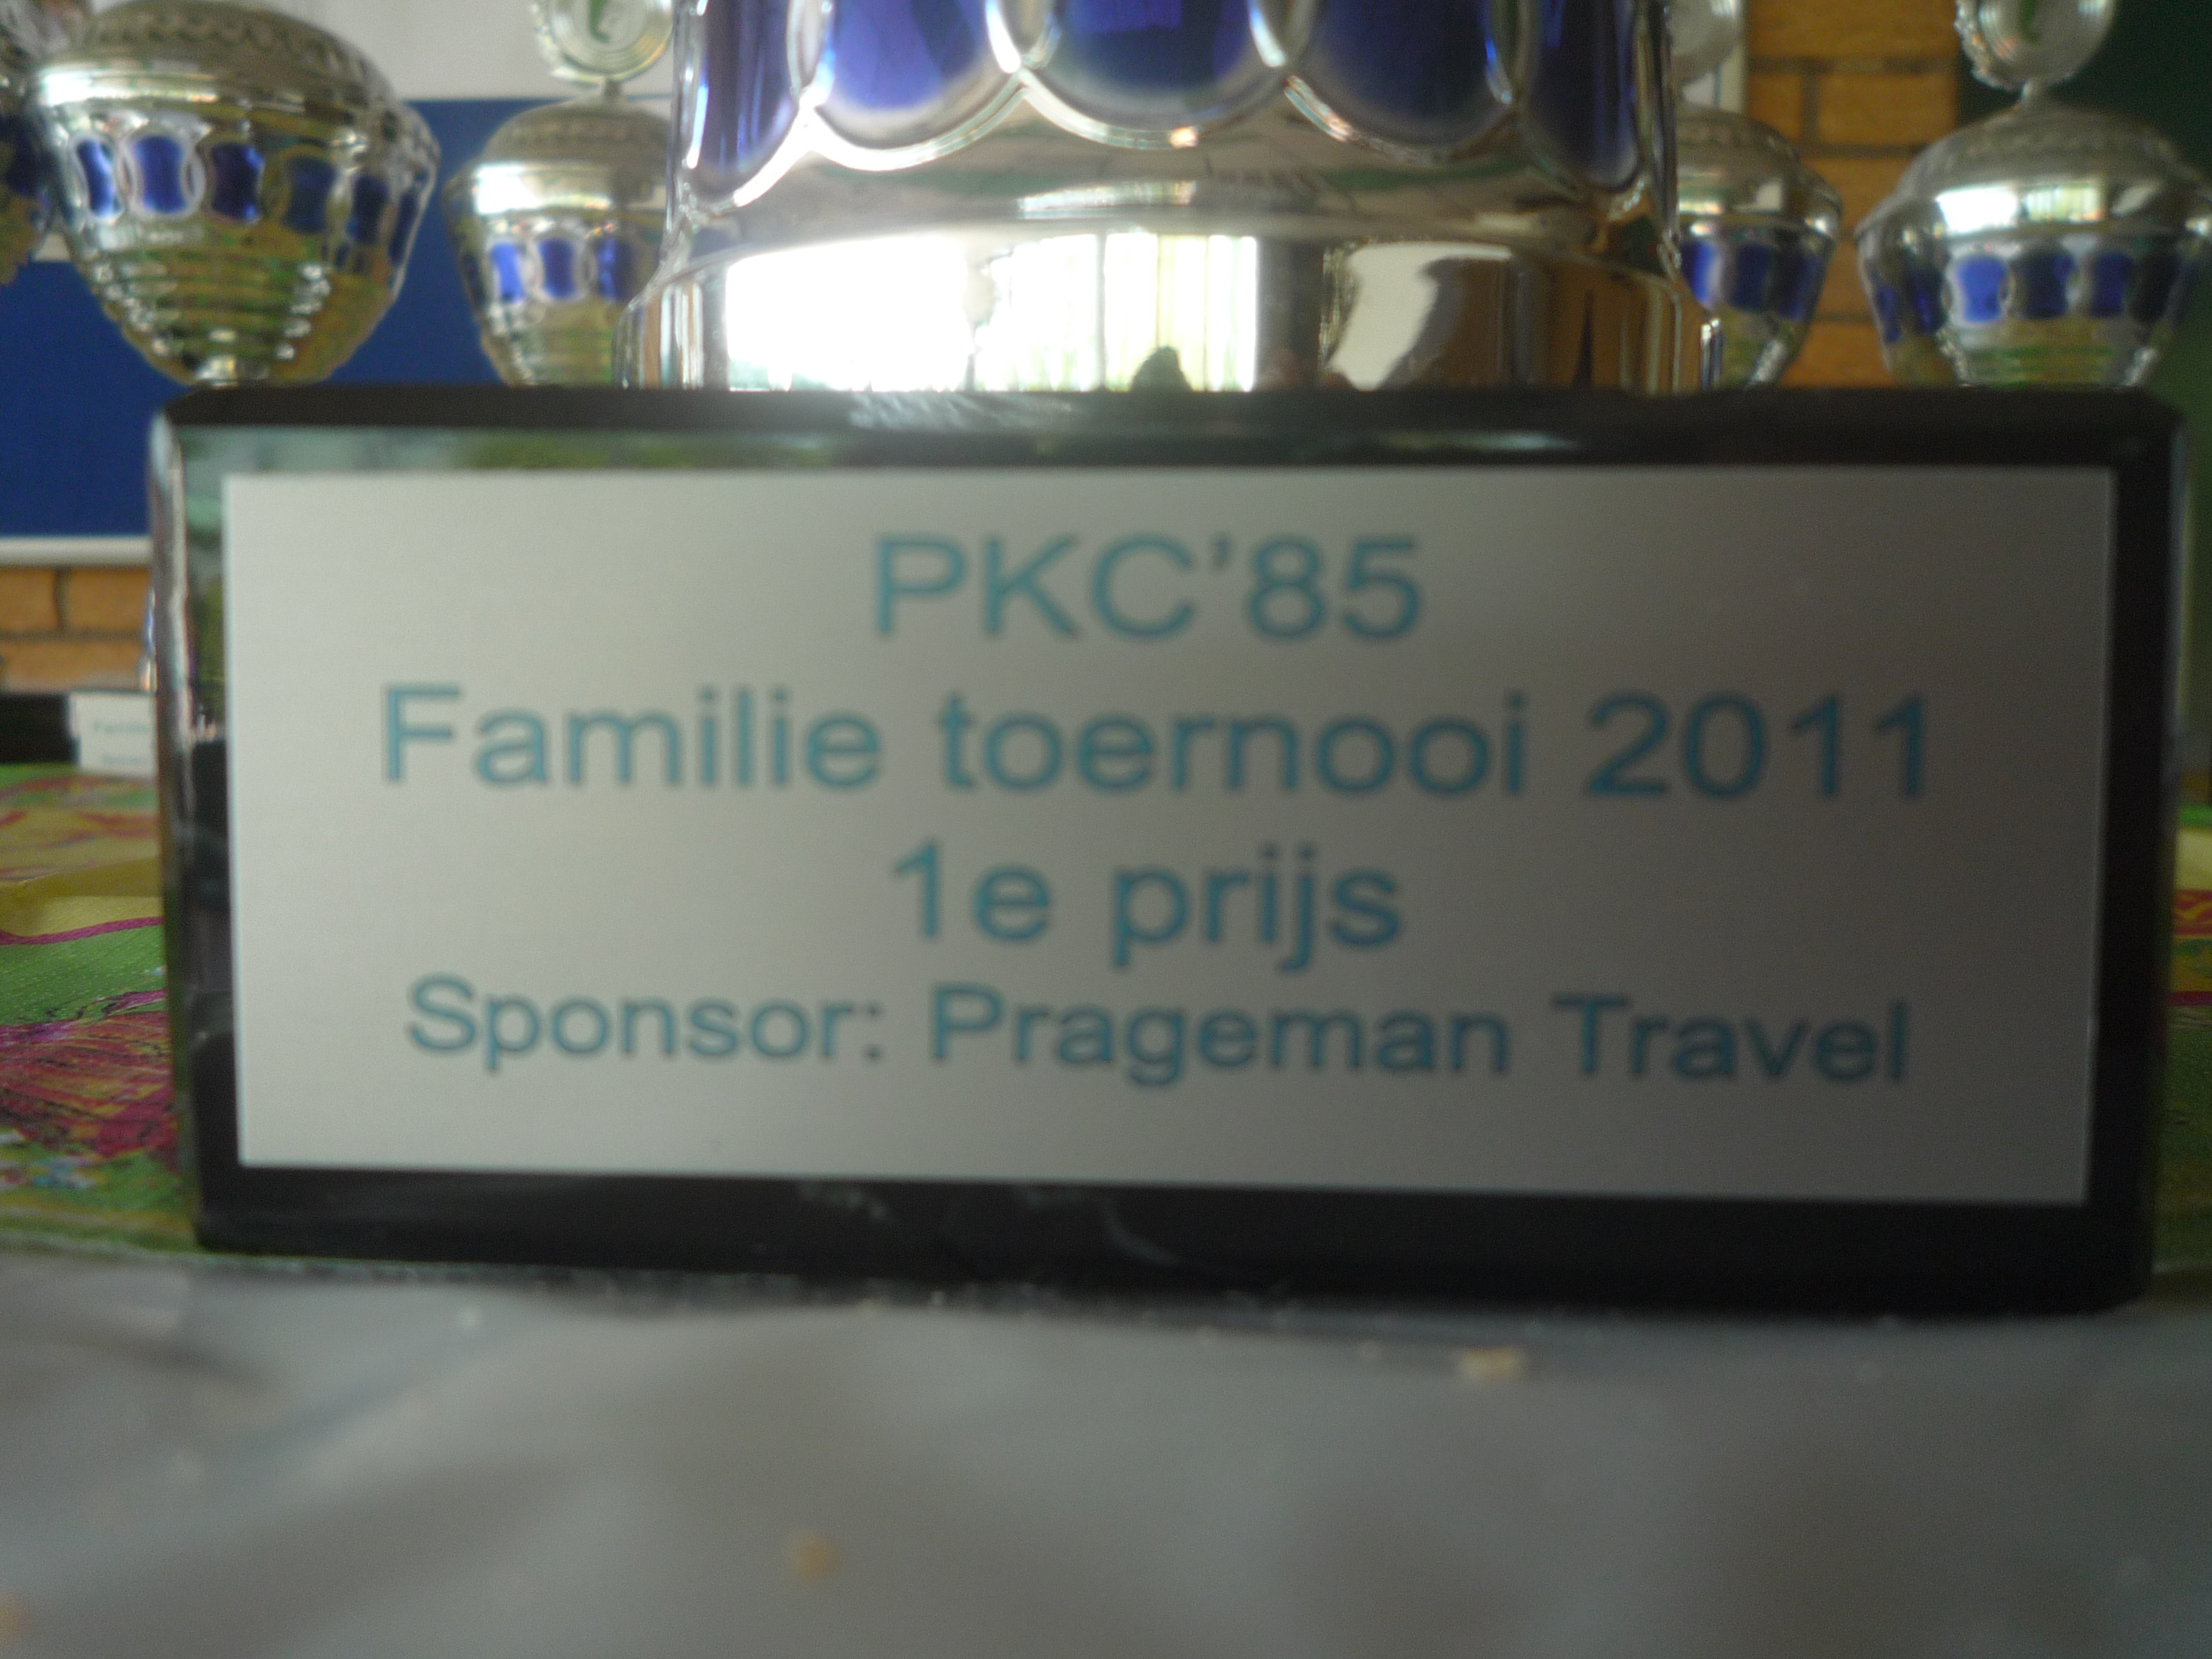 PKC'85
Familie toernooi 2011
1e prijs
Sponsor: Prageman Travel